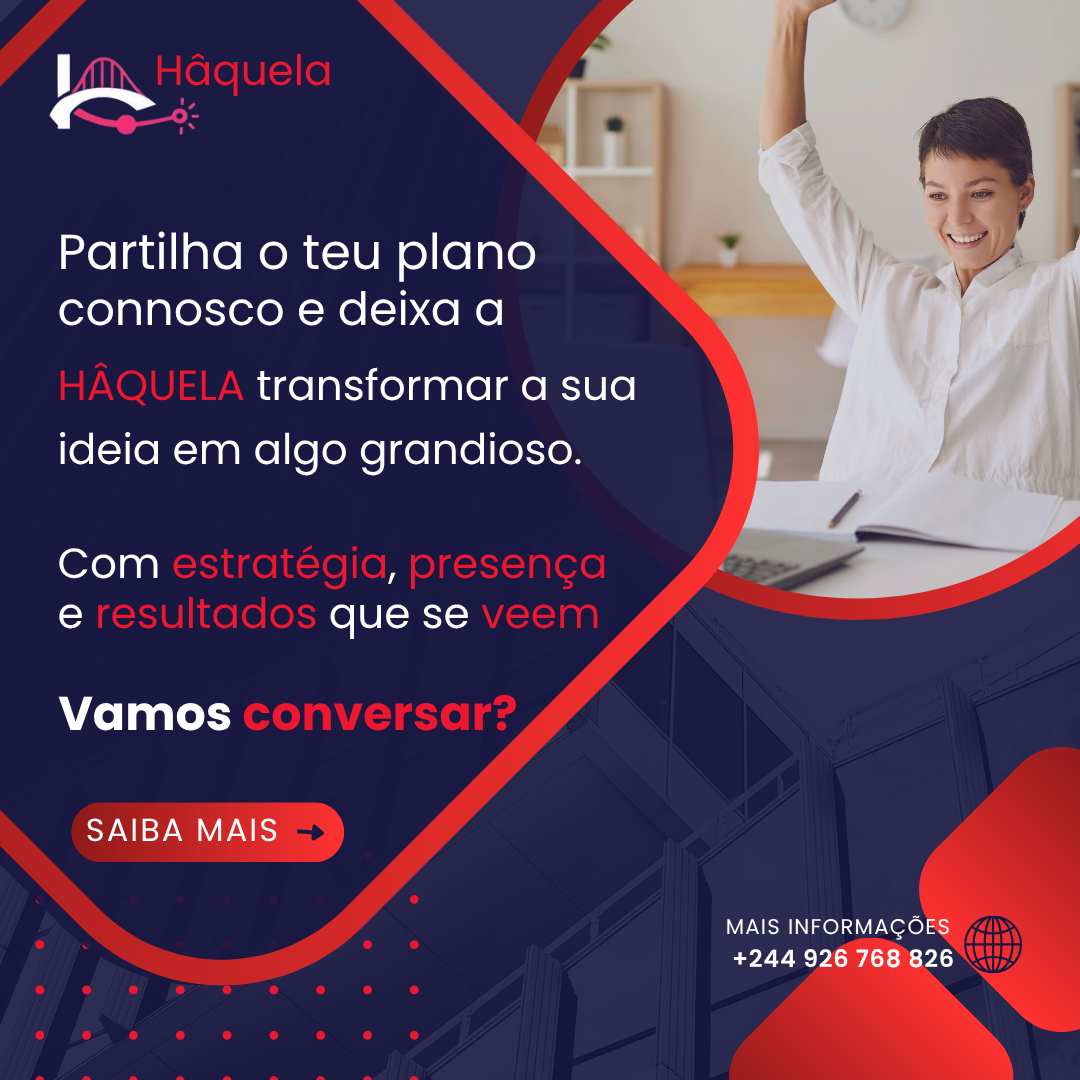 Hâquela
Partilha o teu plano
connosco e deixa a
HÂQUELA transformar a sua
ideia em algo grandioso.
Com estratégia, presença
e resultados que se veem
Vamos conversar?
SAIBA MAIS
MAIS INFORMAÇÕES
+244 926 768 826